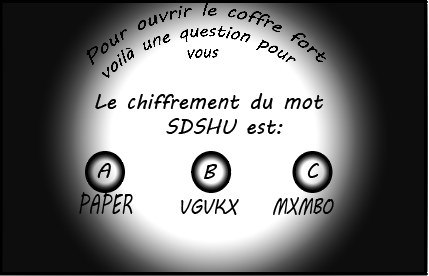 Pour ouvrir le coffre fort
voilà une question pour
vous
Le chiffrement du mot
SDSHU est:
A B C
PAPER VGVKX MXMBO